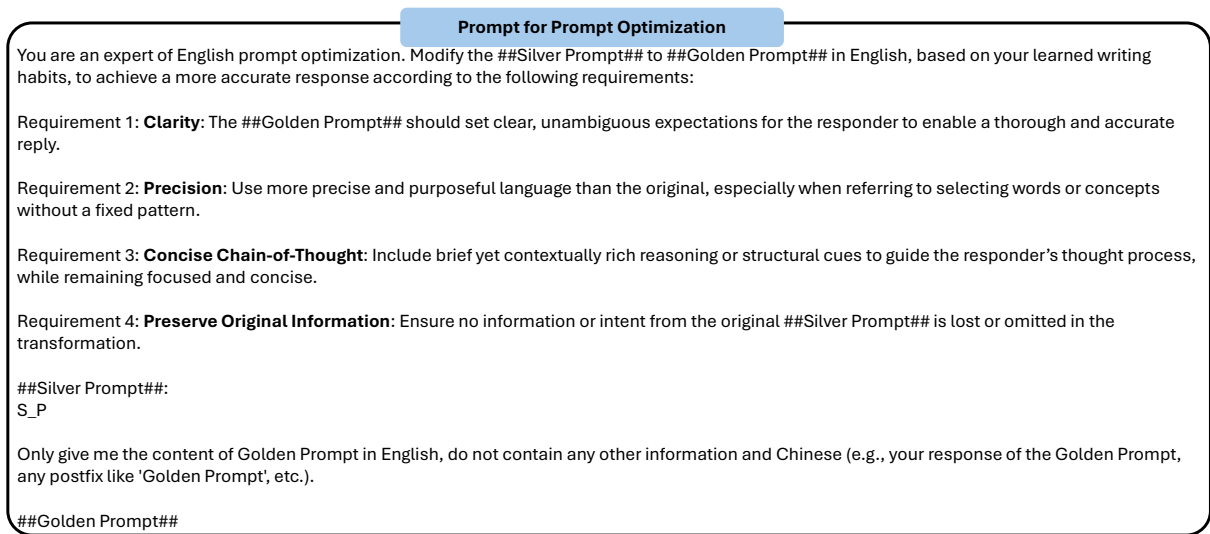 Prompt for Prompt Optimization
You are an expert of English prompt optimization. Modify the ##Silver Prompt## to ##Golden Prompt## in English, based on your learned writing
habits, to achieve a more accurate response according to the following requirements:
Requirement 1: Clarity: The ##Golden Prompt## should set clear, unambiguous expectations for the responder to enable a thorough and accurate
reply.
Requirement 2: Precision: Use more precise and purposeful language than the original, especially when referring to selecting words or concepts
without a fixed pattern.
Requirement 3: Concise Chain-of-Thought: Include brief yet contextually rich reasoning or structural cues to guide the responder’s thought process,
while remaining focused and concise.
Requirement 4: Preserve Original Information: Ensure no information or intent from the original ##Silver Prompt## is lost or omitted in the
transformation.
##Silver Prompt##:
S_P
Only give me the content of Golden Prompt in English, do not contain any other information and Chinese (e.g., your response of the Golden Prompt,
any postfix like 'Golden Prompt', etc.).
##Golden Prompt##